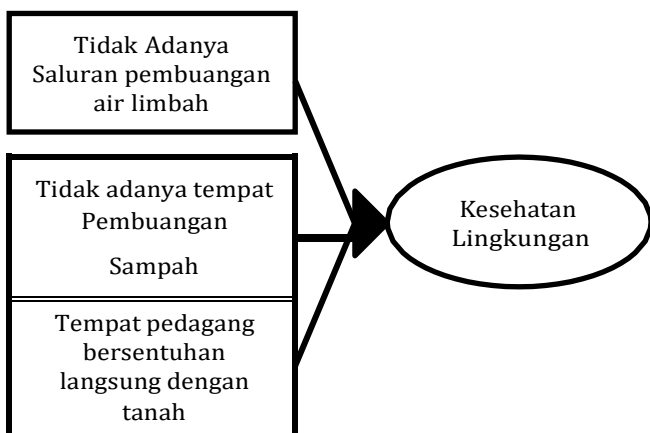 Tidak Adanya
Saluran pembuangan
air limbah
Tidak adanya tempat
Pembuangan
Sampah
Tempat pedagang
bersentuhan
langsung dengan
tanah
Kesehatan
Lingkungan